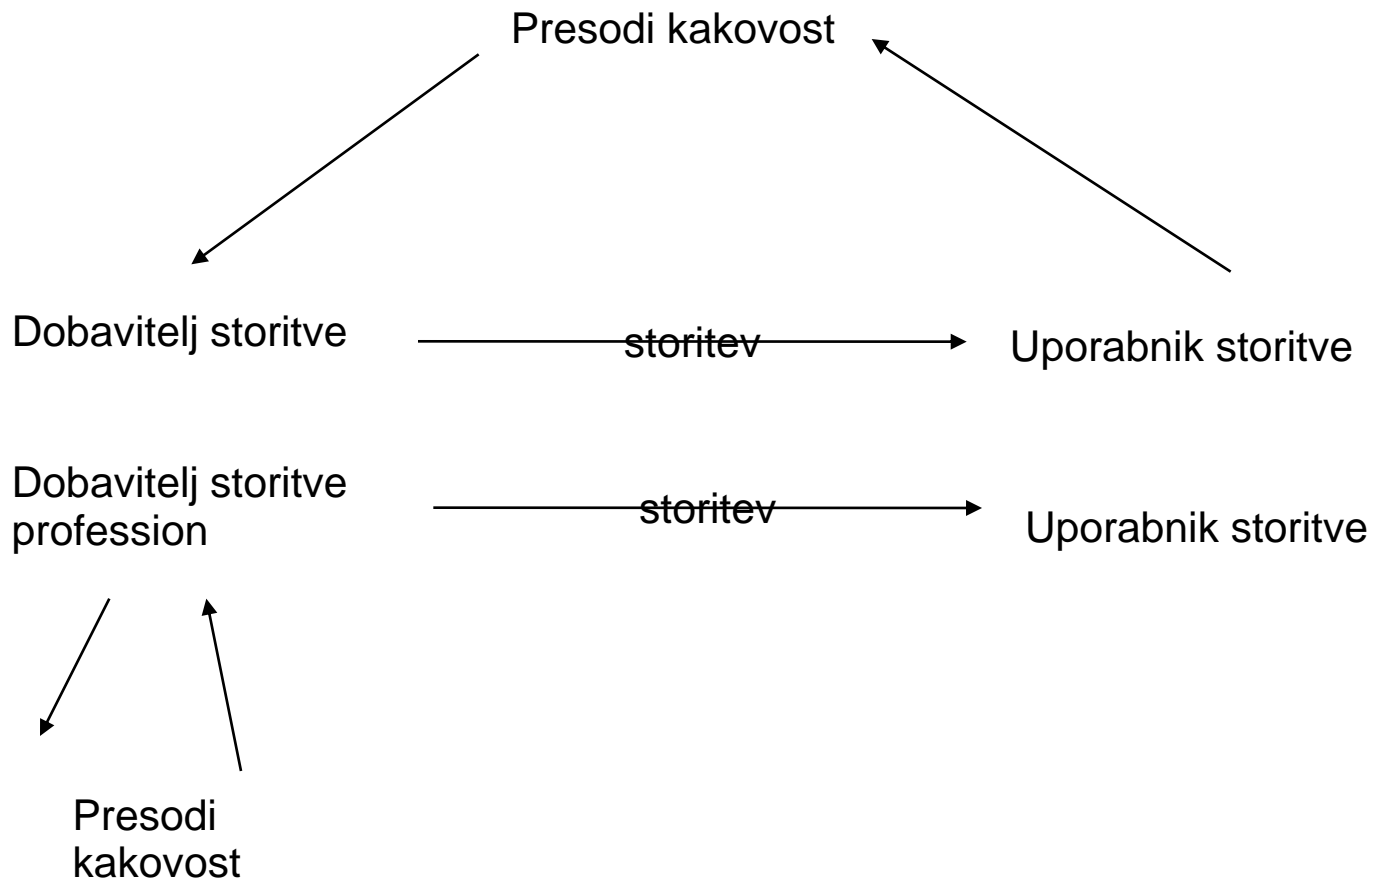 Presodi kakovost
Dobavitelj storitve
storitev
Uporabnik storitve
Dobavitelj storitve
profession
storitev
Uporabnik storitve
Presodi
kakovost